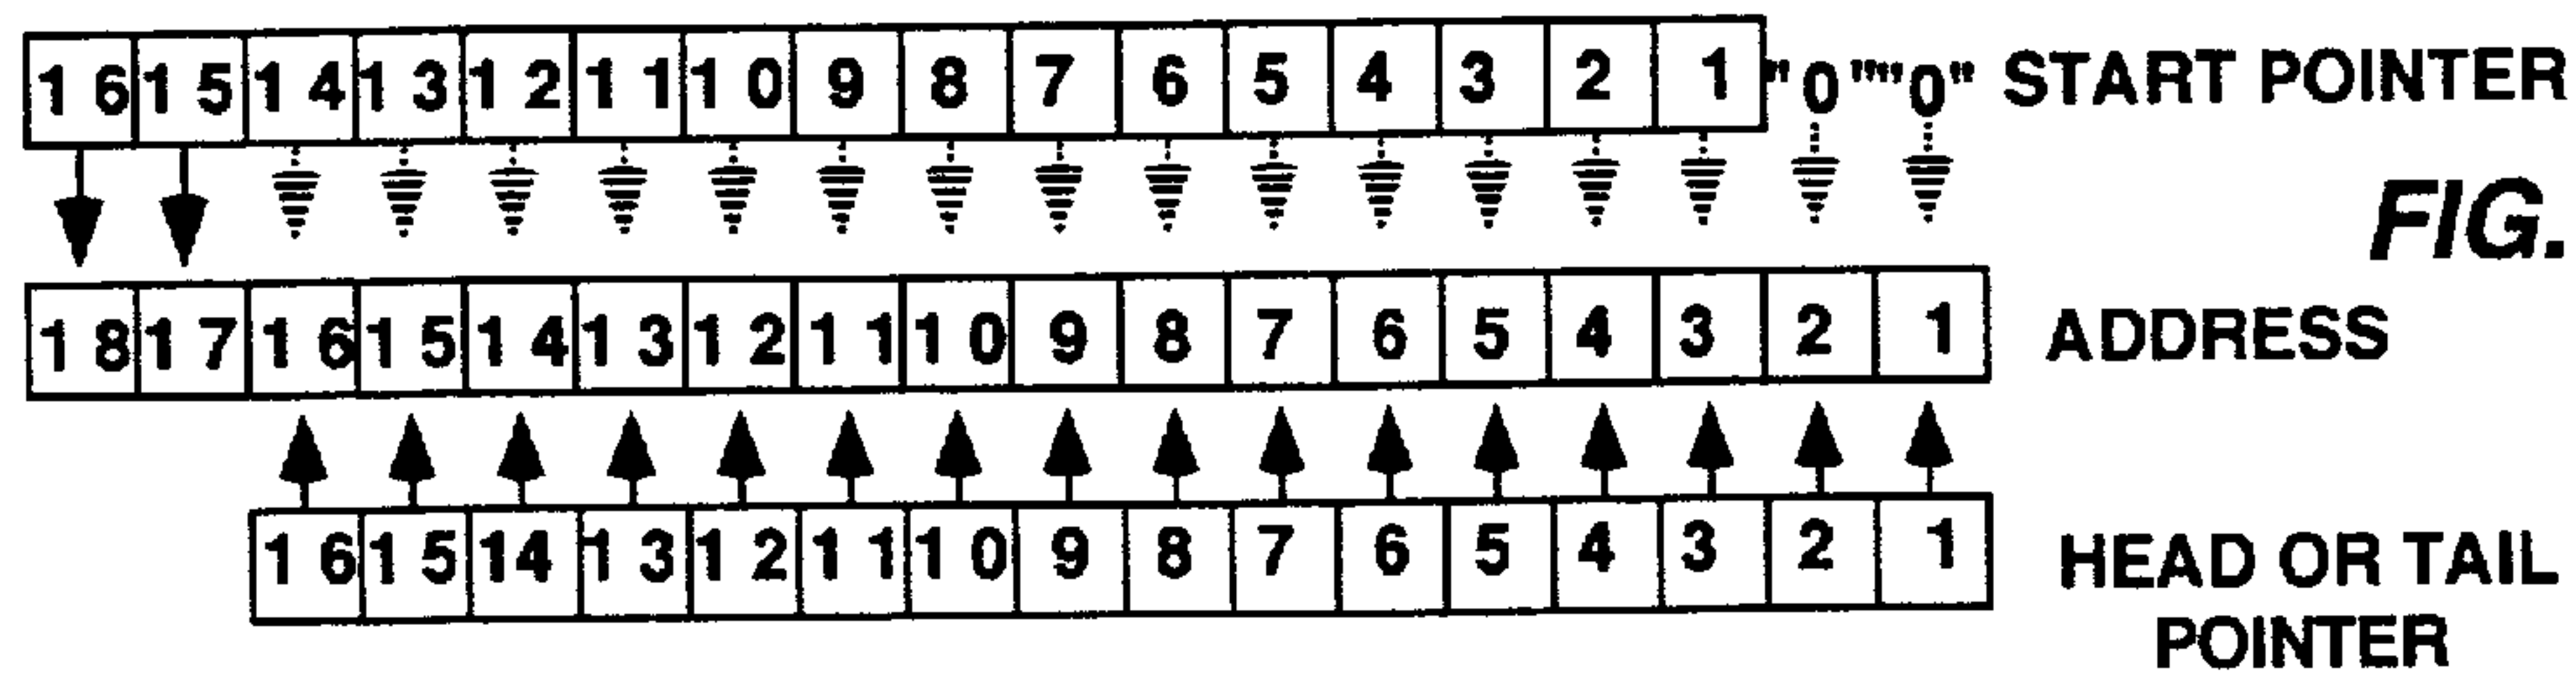 16 15 14 13 12 11 10 9 8 7 6 5 4 3 2 1 "0" "0" START POINTER
FIG.
18 17 16 15 14 13 12 11 10 9 8 7 6 5 4 3 2 1 ADDRESS
16 15 14 13 12 11 10 9 8 7 6 5 4 3 2 1 HEAD OR TAIL
POINTER